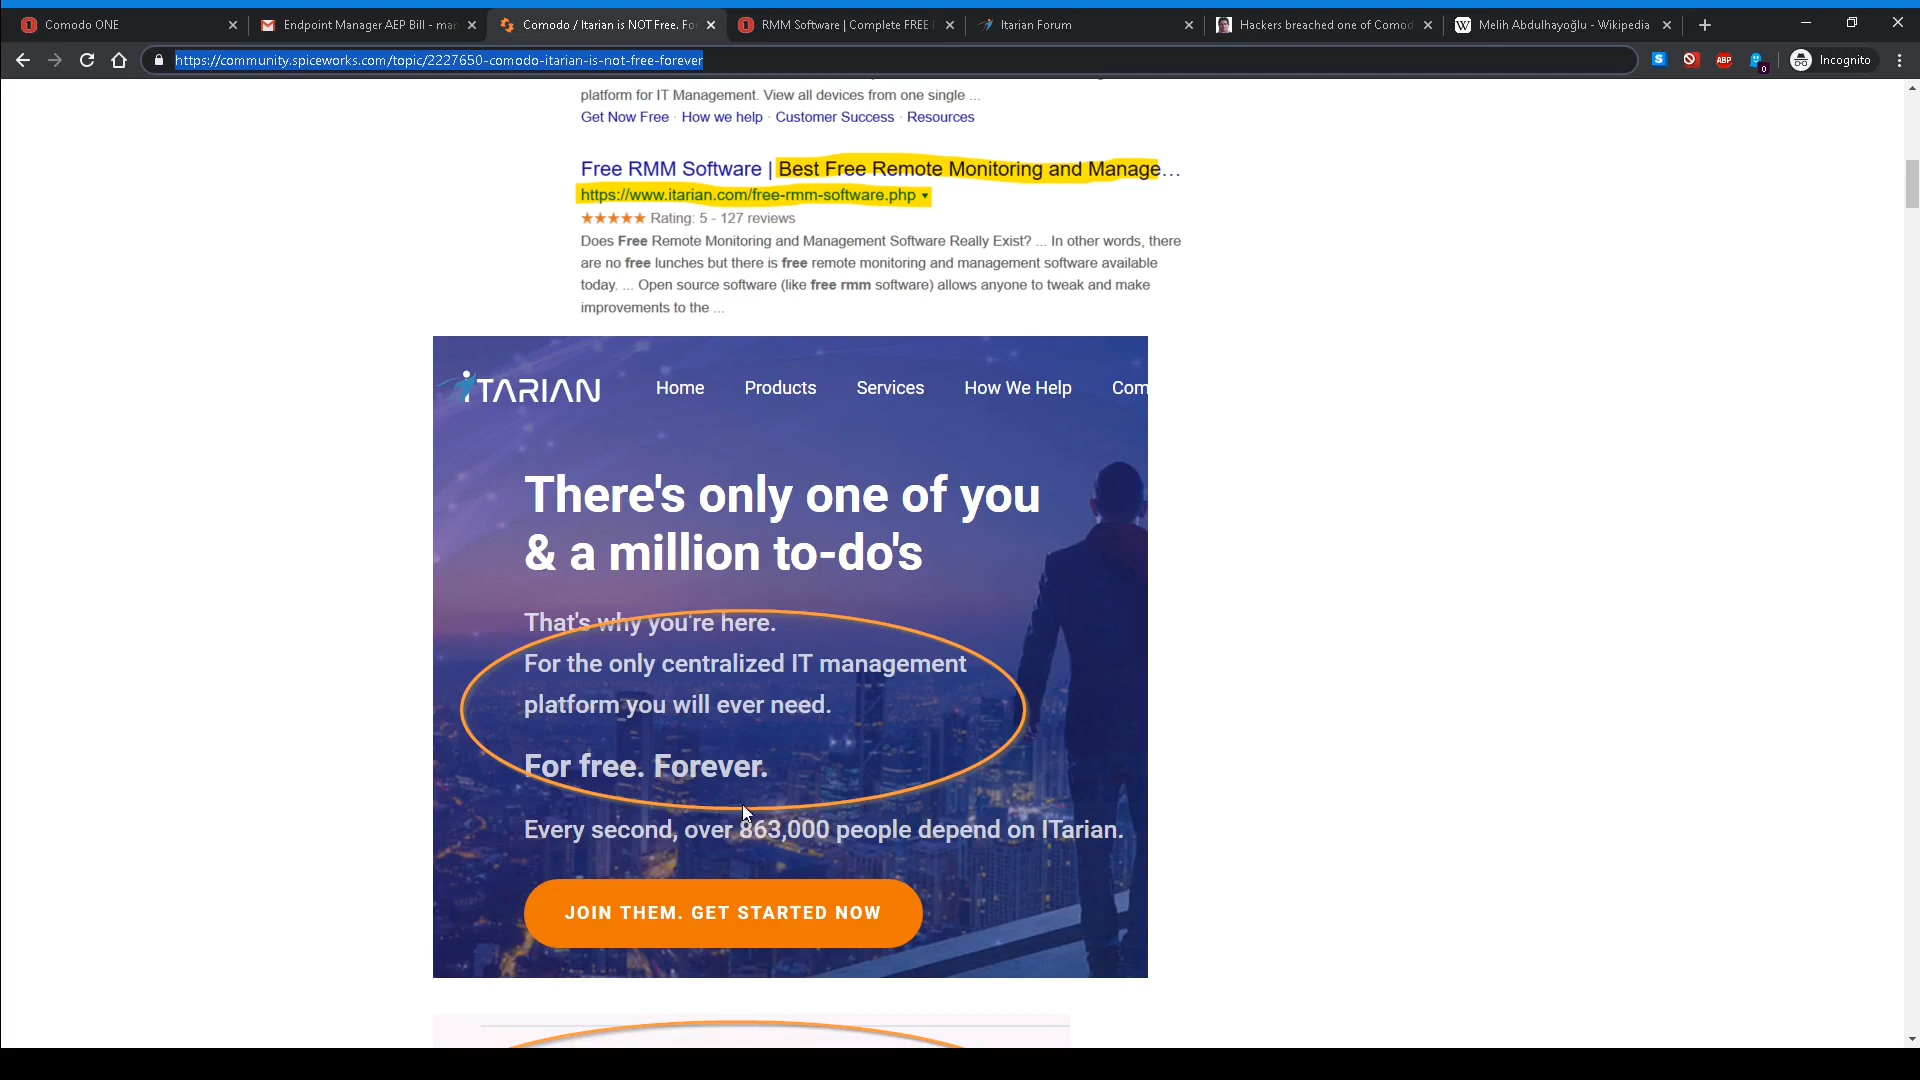 Comodo ONE
Endpoint Manager AEP Bill - mar
Comodo / Itarian is NOT Free. Fo
RMM Software | Complete FREE
Itarian Forum
Hackers breached one of Comod
Melih Abdulhayoğlu - Wikipedia
https://community.spiceworks.com/topic/2227650-comodo-itarian-is-not-free-forever
S
ABP
0
Incognito
platform for IT Management. View all devices from one single ...
Get Now Free · How we help · Customer Success · Resources
Free RMM Software | Best Free Remote Monitoring and Manage...
https://www.itarian.com/free-rmm-software.php
Rating: 5 - 127 reviews
Does Free Remote Monitoring and Management Software Really Exist? ... In other words, there
are no free lunches but there is free remote monitoring and management software available
today. ... Open source software (like free rmm software) allows anyone to tweak and make
improvements to the ...
iTARIAN
Home Products Services How We Help Com
There's only one of you
& a million to-do's
That's why you're here.
For the only centralized IT management
platform you will ever need.
For free. Forever.
Every second, over 863,000 people depend on ITarian.
JOIN THEM. GET STARTED NOW